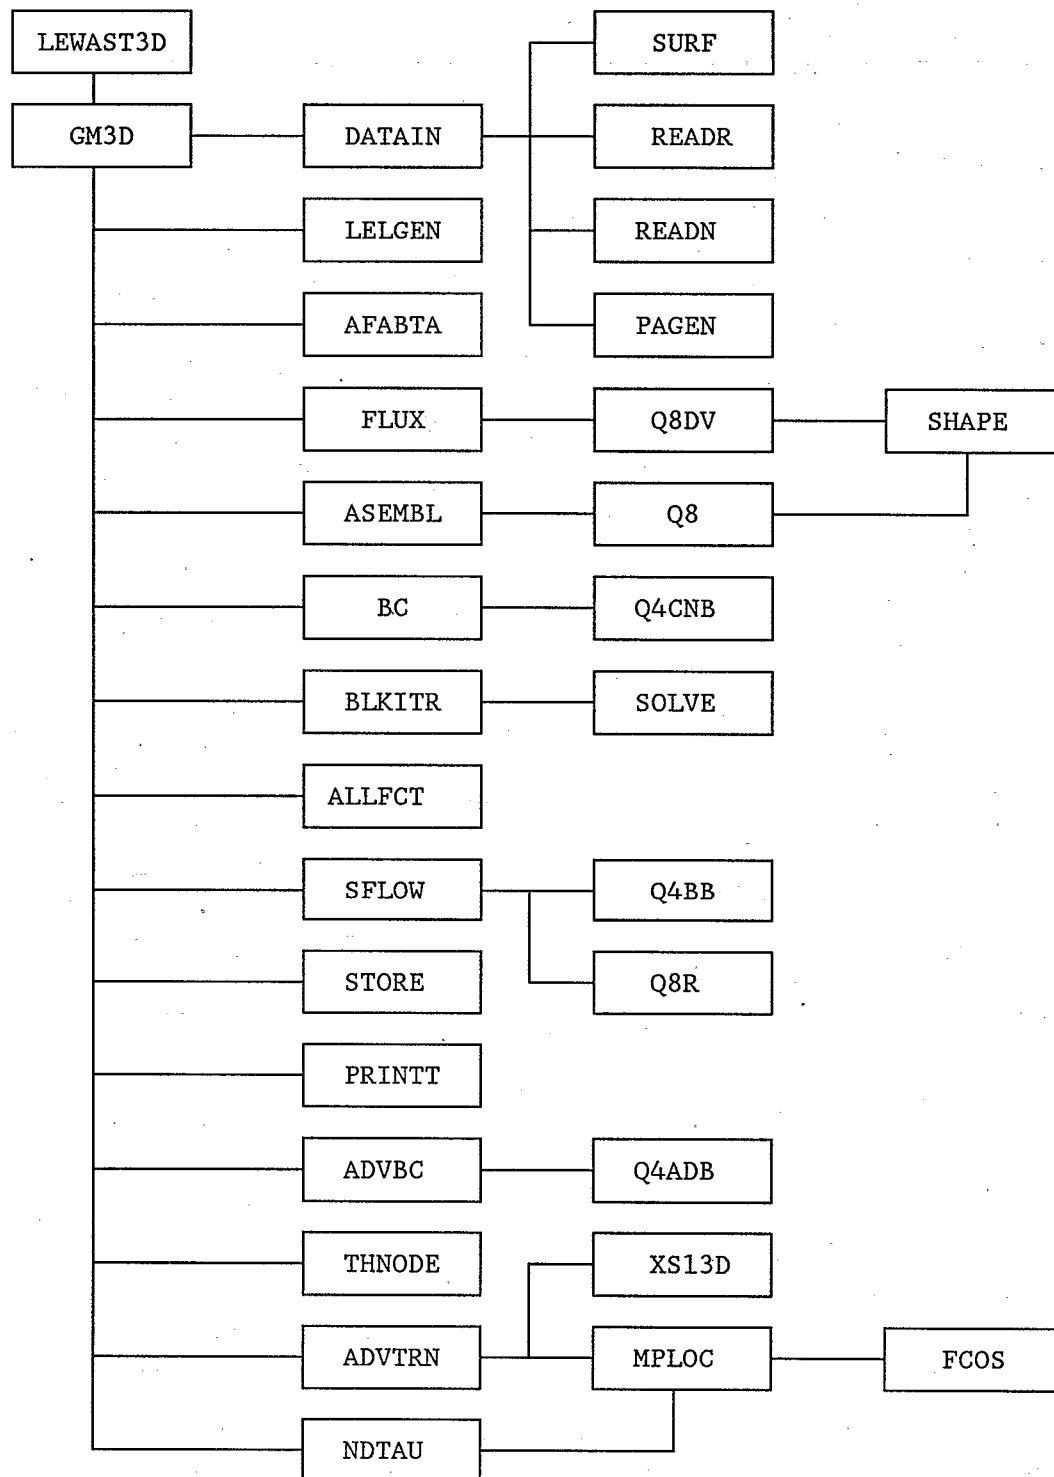 LEWAST3D
SURF
GM3D
DATAIN
READR
LELGEN
READN
AFABTA
PAGEN
FLUX
Q8DV
SHAPE
ASEMBL
Q8
BC
Q4CNB
BLKITR
SOLVE
ALLFCT
SFLOW
Q4BB
STORE
Q8R
PRINTT
ADVBC
Q4ADB
THNODE
XS13D
ADVTRN
MPLOC
FCOS
NDTAU